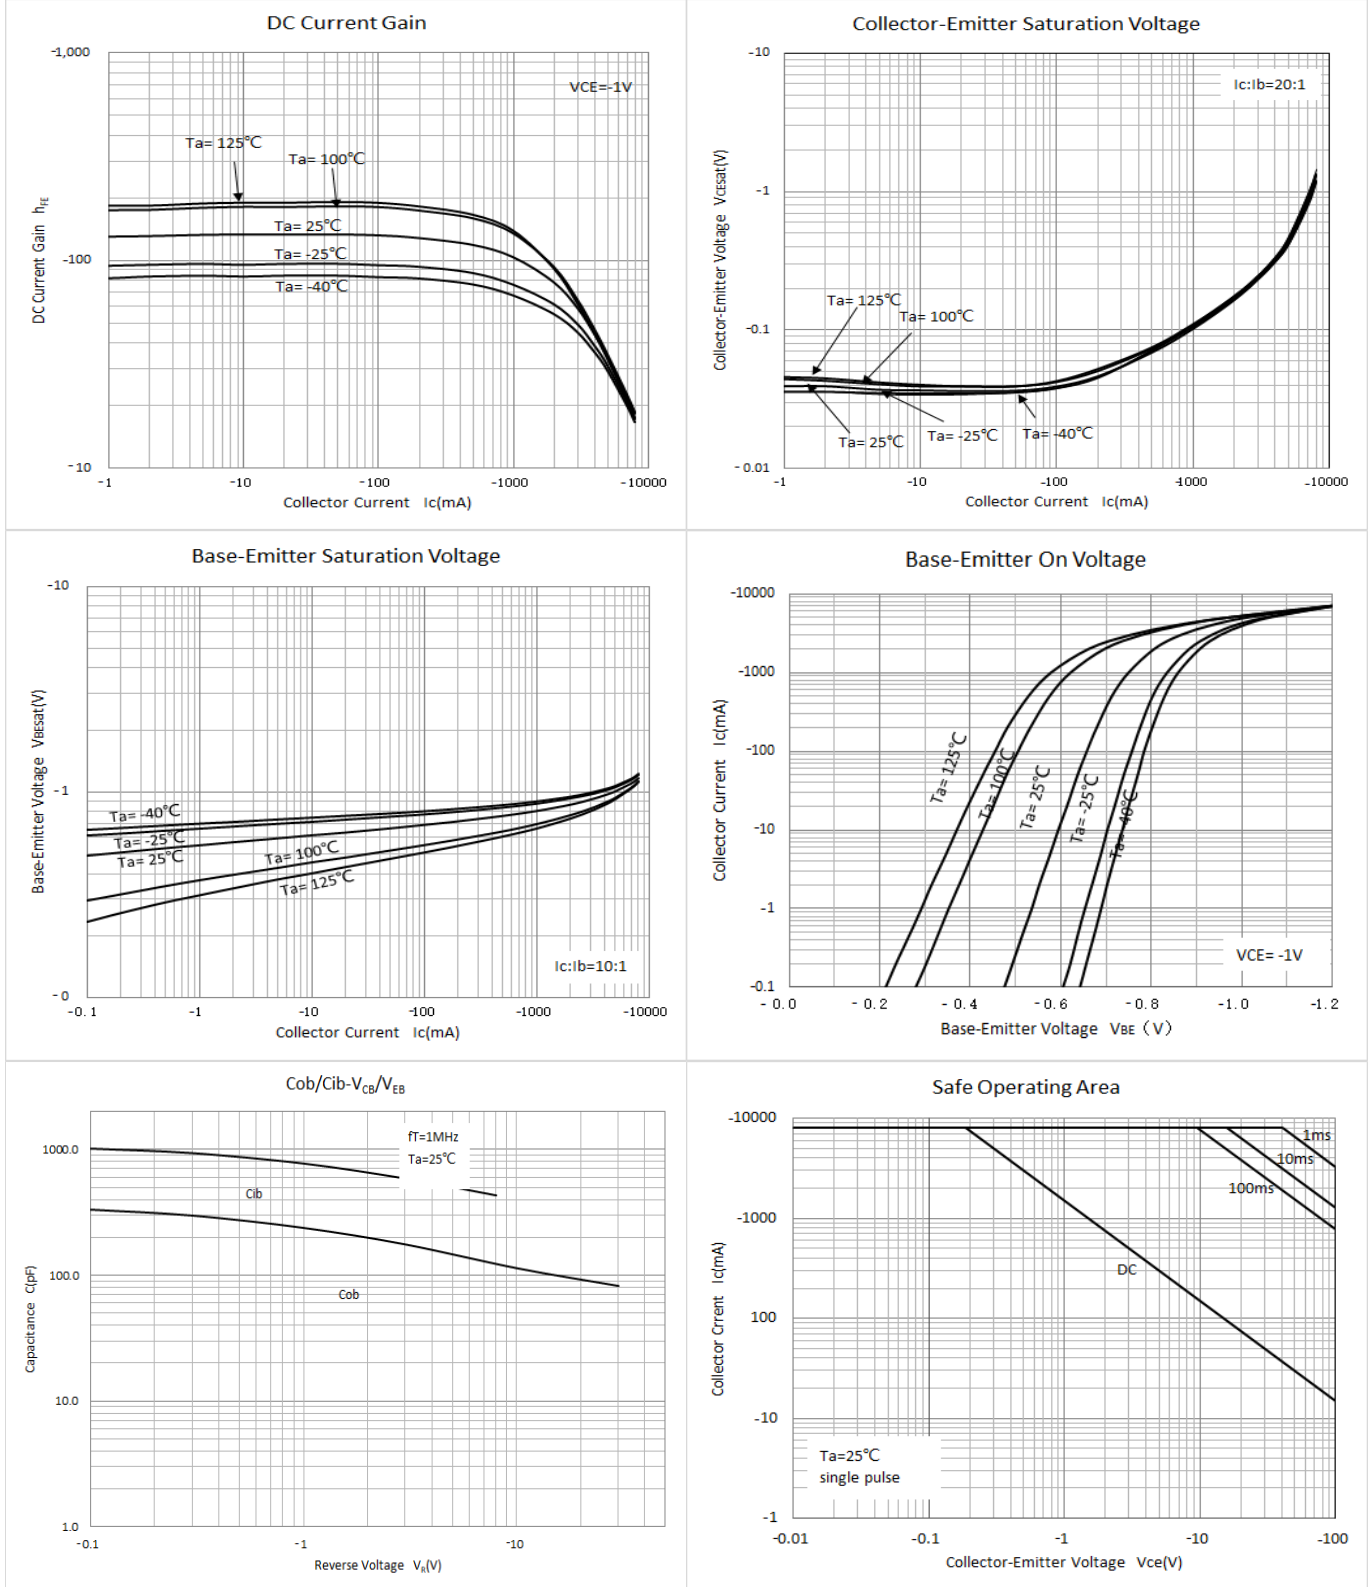 DC Current Gain
-1,000
VCE=-1V
Ta= 125℃
Ta= 100℃
Ta= 25℃
-100
Ta= -25℃
Ta= -40℃
-10
-1
-10
-100
-1000
-10000
DC Current Gain hFE
Collector Current Ic(mA)
Collector-Emitter Saturation Voltage
-10
Ic:Ib=20:1
-1
Ta= 125℃
Ta= 100℃
-0.1
Ta= 25℃
Ta= -25℃
Ta= -40℃
- 0.01
-1
-10
-100
-1000
-10000
Collector-Emitter Voltage VCEsat(V)
Collector Current Ic(mA)
Base-Emitter Saturation Voltage
-10
-1
Ta= -40℃
Ta= -25℃
Ta= 25℃
Ta= 100℃
Ta= 125℃
Ic:Ib=10:1
- 0
-0.1
-1
-10
-100
-1000
-10000
Base-Emitter Voltage VBEsat(V)
Collector Current Ic(mA)
Base-Emitter On Voltage
-10000
-1000
-100
-10
-1
-0.1
Ta= 125℃
Ta= 100℃
Ta= 25℃
Ta= -25℃
Ta= -40℃
VCE= -1V
- 0.0
- 0.2
- 0.4
- 0.6
- 0.8
-1.0
-1.2
Collector Current Ic(mA)
Base-Emitter Voltage VBE（V）
Cob/Cib-VCB/VEB
fT=1MHz
Ta=25℃
1000.0
Cib
100.0
Cob
10.0
1.0
-0.1
-1
-10
Capacitance C(pF)
Reverse Voltage VR(V)
Safe Operating Area
-10000
1ms
10ms
100ms
-1000
DC
100
-10
Ta=25℃
single pulse
-1
-0.01
-0.1
-1
-10
-100
Collector Crrent Ic(mA)
Collector-Emitter Voltage Vce(V)